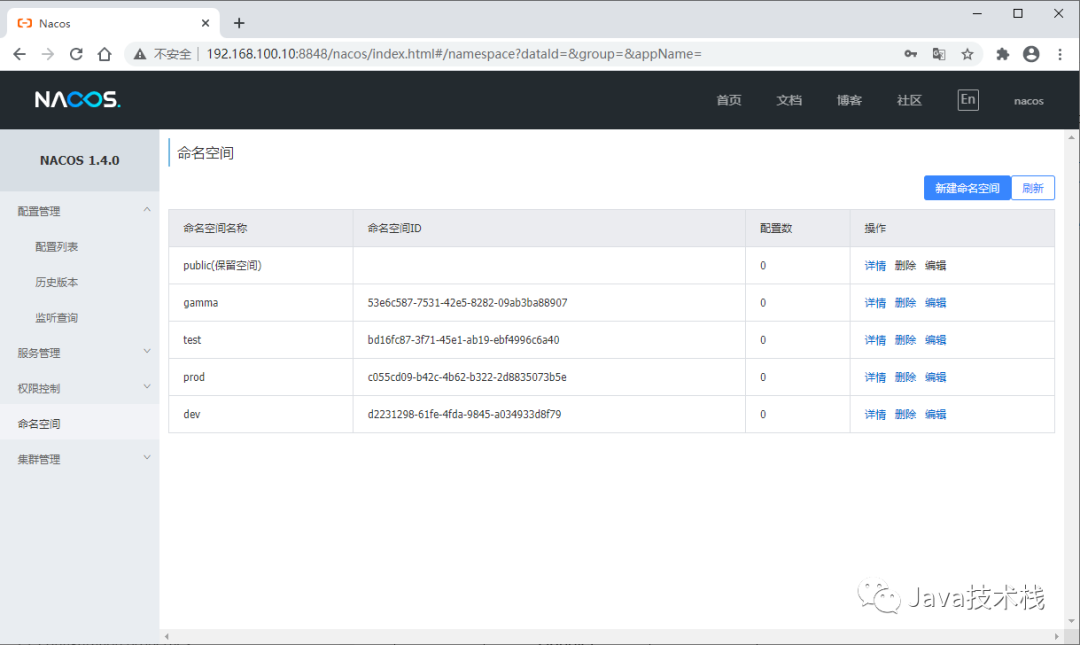 Nacos
不安全 192.168.100.10:8848/nacos/index.html#/namespace?dataId=&group=&appName=
NACOS.
首页 文档 博客 社区 En nacos
NACOS 1.4.0
配置管理
配置列表
历史版本
监听查询
服务管理
权限控制
命名空间
集群管理
命名空间
新建命名空间 刷新
命名空间名称 命名空间ID 配置数 操作
public(保留空间) 0 详情 删除 编辑
gamma 53e6c587-7531-42e5-8282-09ab3ba88907 0 详情 删除 编辑
test bd16fc87-3f71-45e1-ab19-ebf4996c6a40 0 详情 删除 编辑
prod c055cd09-b42c-4b62-b322-2d8835073b5e 0 详情 删除 编辑
dev d2231298-61fe-4fda-9845-a034933d8f79 0 详情 删除 编辑
Java技术栈